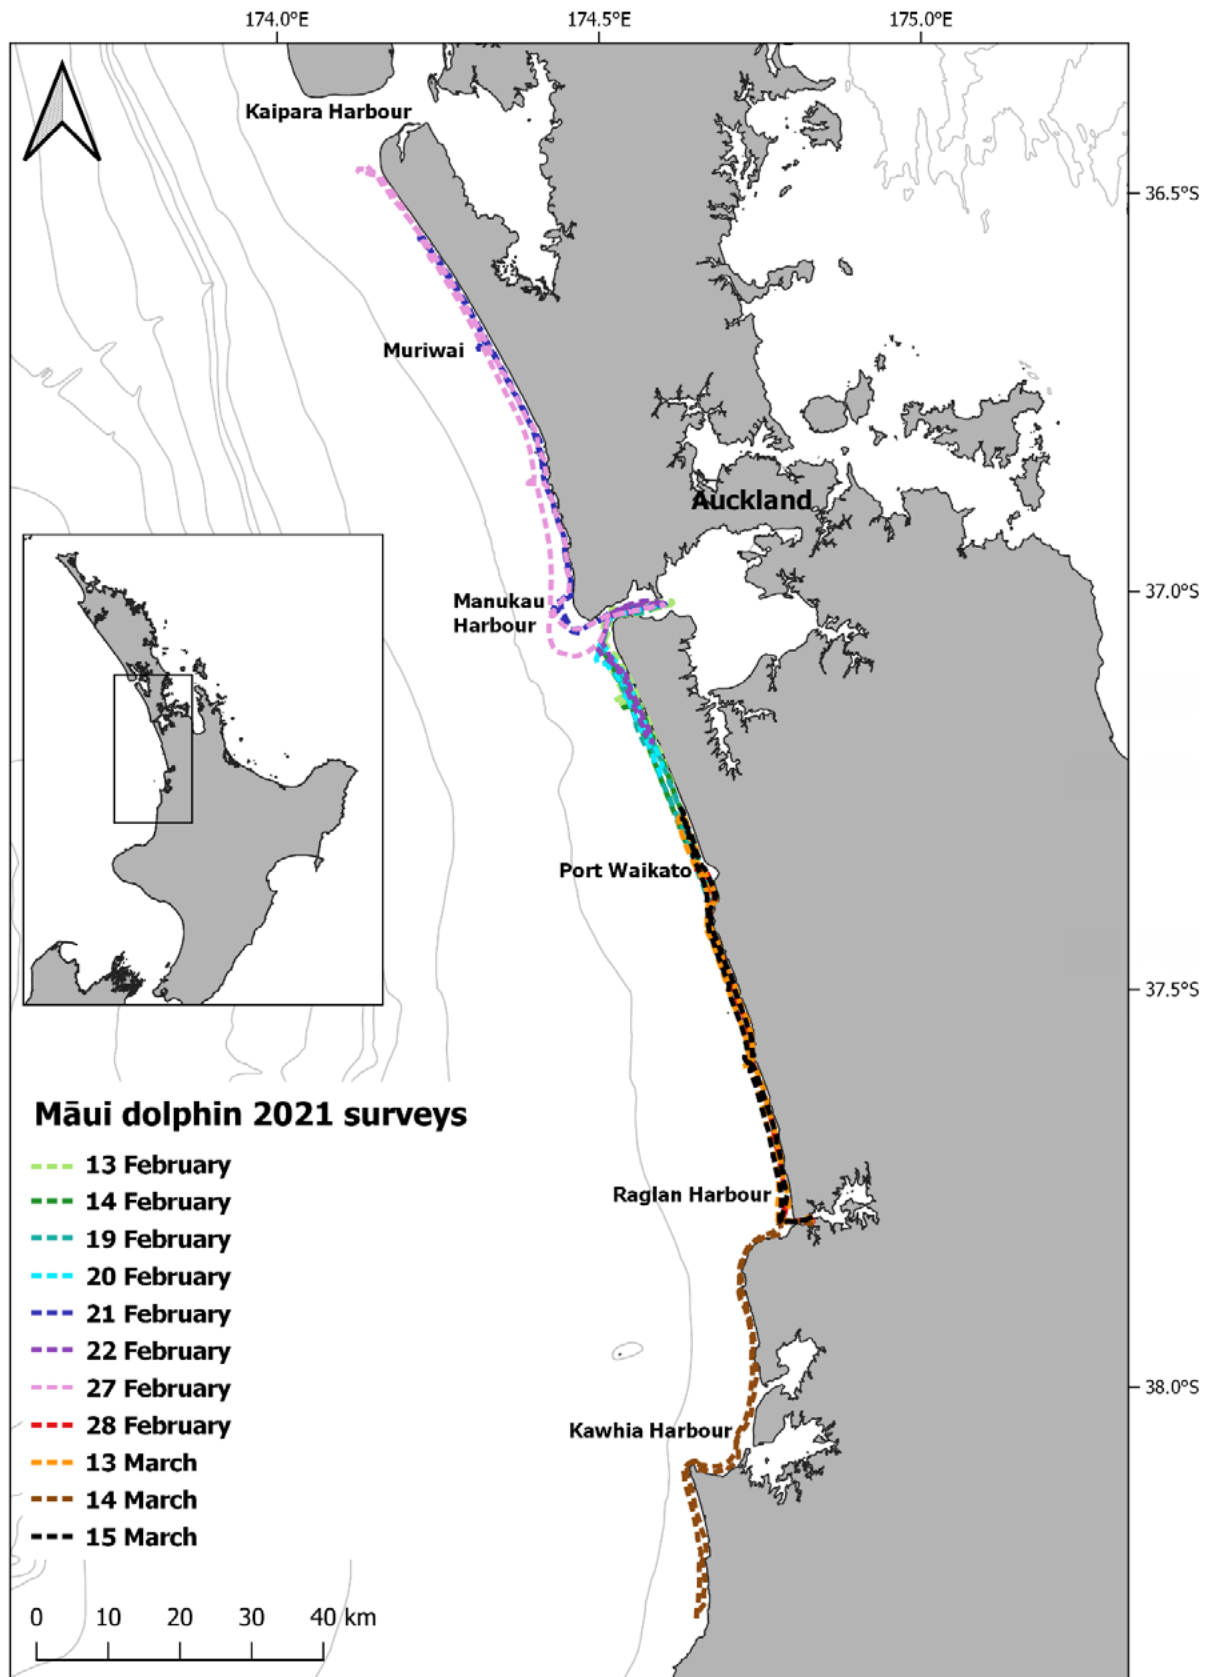 174.0°E 174.5°E 175.0°E
Kaipara Harbour
36.5°S
Muriwai
Auckland
37.0°S
Manukau
Harbour
Port Waikato
37.5°S
Māui dolphin 2021 surveys
13 February
14 February
Raglan Harbour
19 February
20 February
21 February
22 February
27 February
38.0°S
28 February
Kawhia Harbour
13 March
14 March
15 March
0 10 20 30 40 km